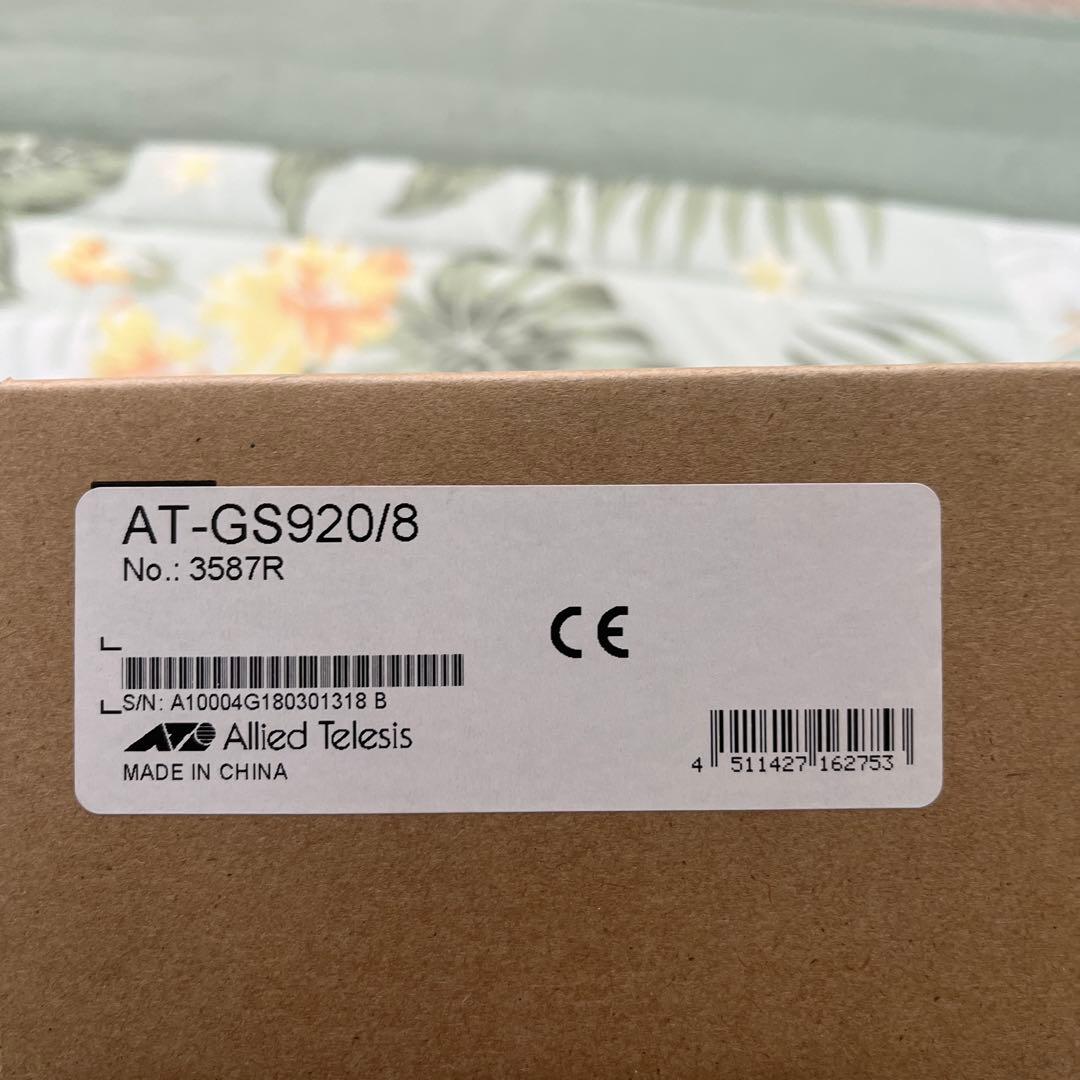 AT-GS920/8
No.: 3587R
CE
S/N: A10004G180301318 B
Allied Telesis
MADE IN CHINA
4 511427 162753